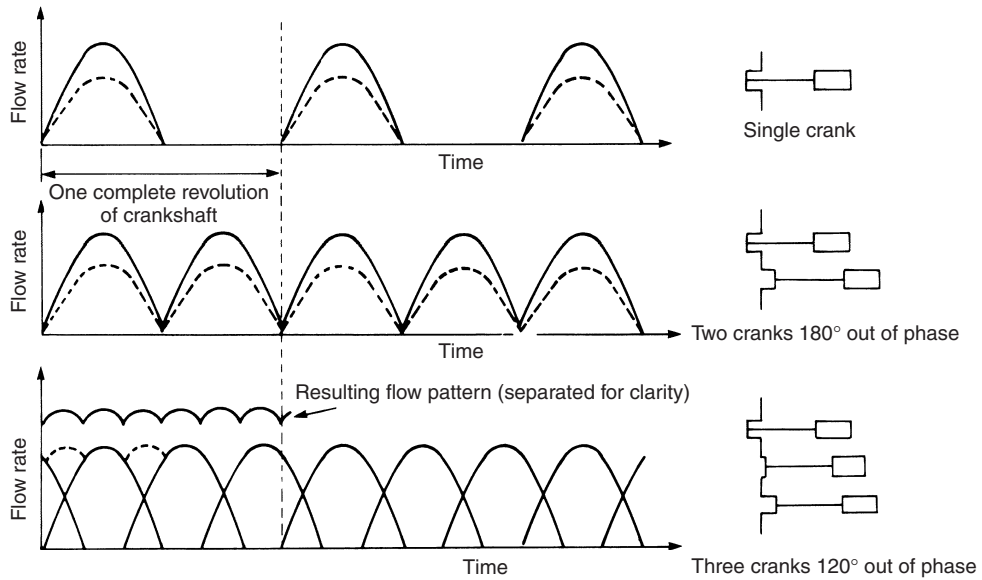 Flow rate
Time
Single crank
One complete revolution
of crankshaft
Flow rate
Time
Two cranks 180° out of phase
Resulting flow pattern (separated for clarity)
Flow rate
Time
Three cranks 120° out of phase